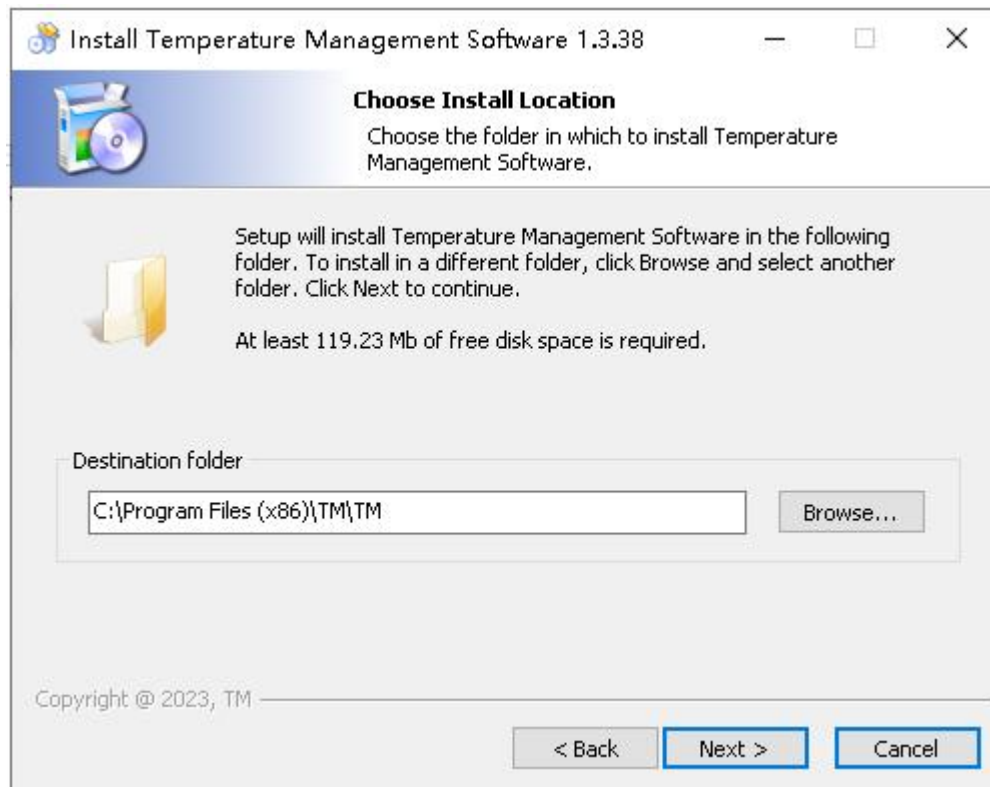 Install Temperature Management Software 1.3.38
Choose Install Location
Choose the folder in which to install Temperature
Management Software.
Setup will install Temperature Management Software in the following
folder. To install in a different folder, click Browse and select another
folder. Click Next to continue.
At least 119.23 Mb of free disk space is required.
Destination folder
C:\Program Files (x86)\TM\TM
Browse...
Copyright @ 2023, TM
< Back
Next >
Cancel